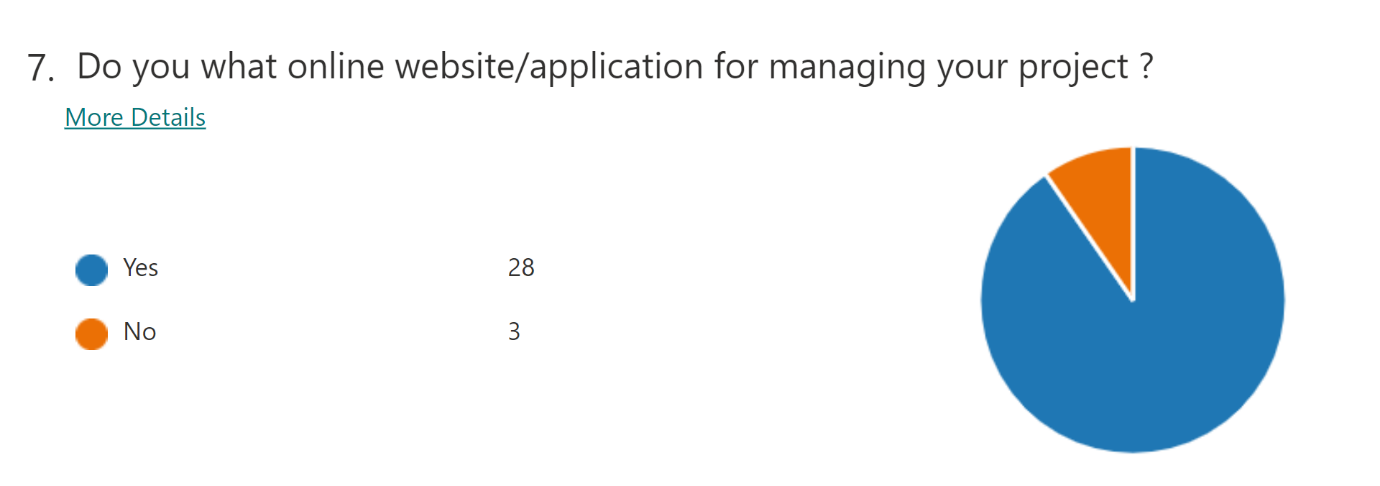 7. Do you what online website/application for managing your project ?
More Details
Yes 28
No 3